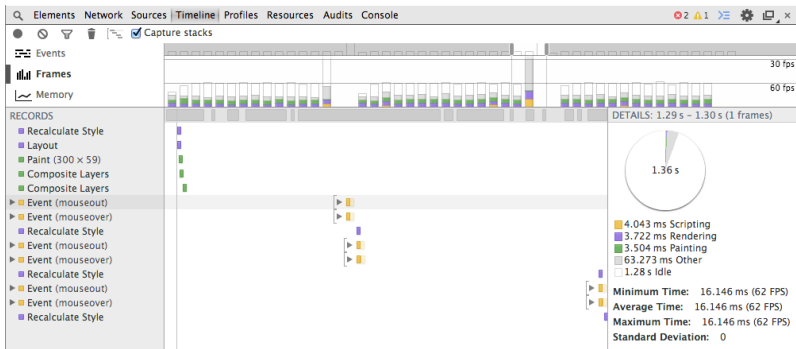 Elements Network Sources Timeline Profiles Resources Audits Console
2 1
Capture stacks
Events
Frames
Memory
30 fps
60 fps
RECORDS
Recalculate Style
Layout
Paint (300 × 59)
Composite Layers
Composite Layers
Event (mouseout)
Event (mouseover)
Recalculate Style
Event (mouseout)
Event (mouseover)
Recalculate Style
Event (mouseout)
Event (mouseover)
Recalculate Style
DETAILS: 1.29 s – 1.30 s (1 frames)
1.36 s
4.043 ms Scripting
3.722 ms Rendering
3.504 ms Painting
63.273 ms Other
1.28 s Idle
Minimum Time: 16.146 ms (62 FPS)
Average Time: 16.146 ms (62 FPS)
Maximum Time: 16.146 ms (62 FPS)
Standard Deviation: 0